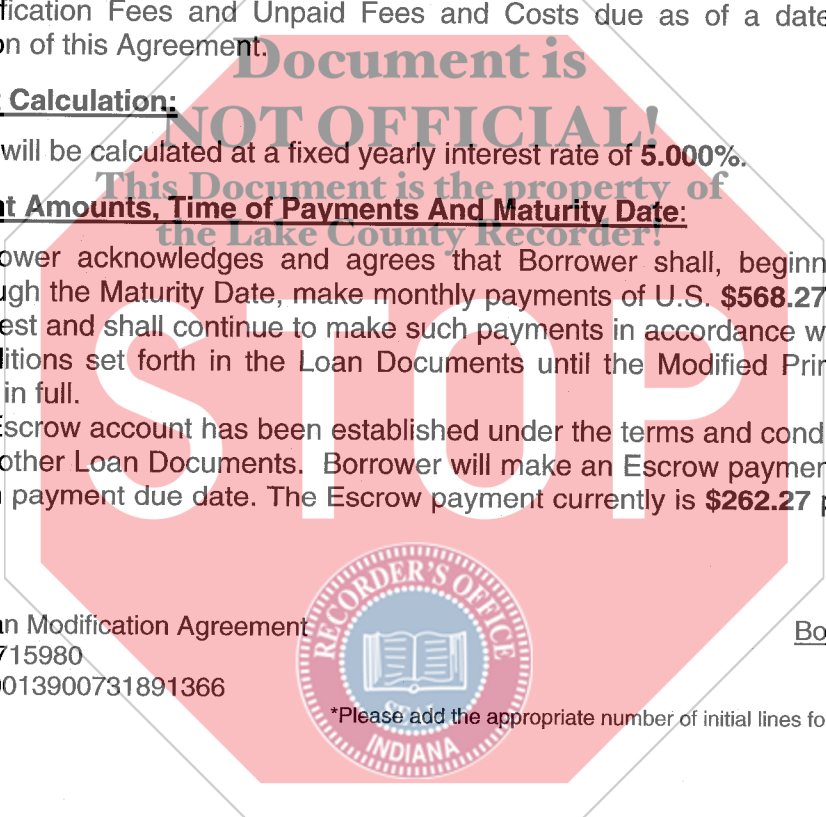 fication Fees and Unpaid Fees and Costs due as of a date
on of this Agreement.
Document is
Calculation:
NOT OFFICIAL!
will be calculated at a fixed yearly interest rate of 5.000%.
This Document is the property of
nt Amounts, Time of Payments And Maturity Date:
the Lake County Recorder!
ower acknowledges and agrees that Borrower shall, beginn
ugh the Maturity Date, make monthly payments of U.S. $568.27
est and shall continue to make such payments in accordance w
ditions set forth in the Loan Documents until the Modified Prin
in full.
STOP
Escrow account has been established under the terms and cond
other Loan Documents. Borrower will make an Escrow paymen
payment due date. The Escrow payment currently is $262.27 p
RECORDER'S OFFICE
SEAL
INDIANA
an Modification Agreement
Bo
715980
0013900731891366
*Please add the appropriate number of initial lines fo